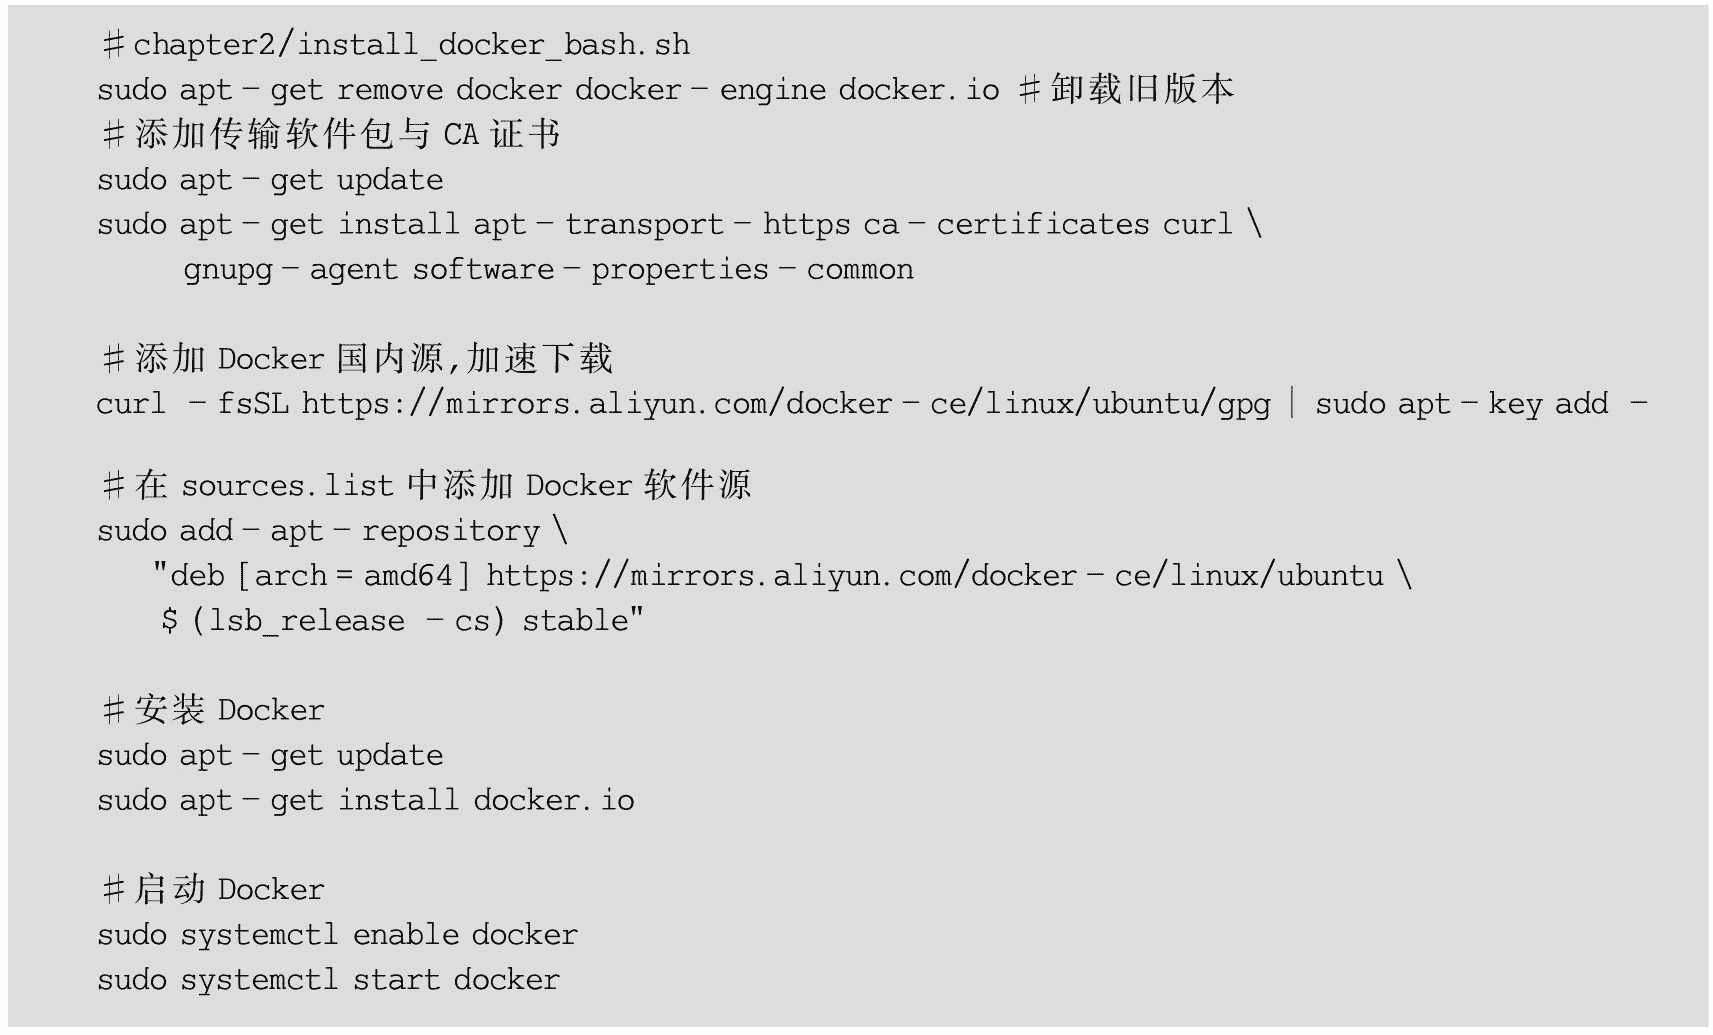 #chapter2/install_docker_bash.sh
sudo apt-get remove docker docker-engine docker.io #卸载旧版本
#添加传输软件包与 CA 证书
sudo apt-get update
sudo apt-get install apt-transport-https ca-certificates curl \
gnupg-agent software-properties-common
#添加 Docker 国内源,加速下载
curl -fsSL https://mirrors.aliyun.com/docker-ce/linux/ubuntu/gpg | sudo apt-key add -
#在 sources.list 中添加 Docker 软件源
sudo add-apt-repository \
"deb [arch=amd64] https://mirrors.aliyun.com/docker-ce/linux/ubuntu \
$(lsb_release -cs) stable"
#安装 Docker
sudo apt-get update
sudo apt-get install docker.io
#启动 Docker
sudo systemctl enable docker
sudo systemctl start docker